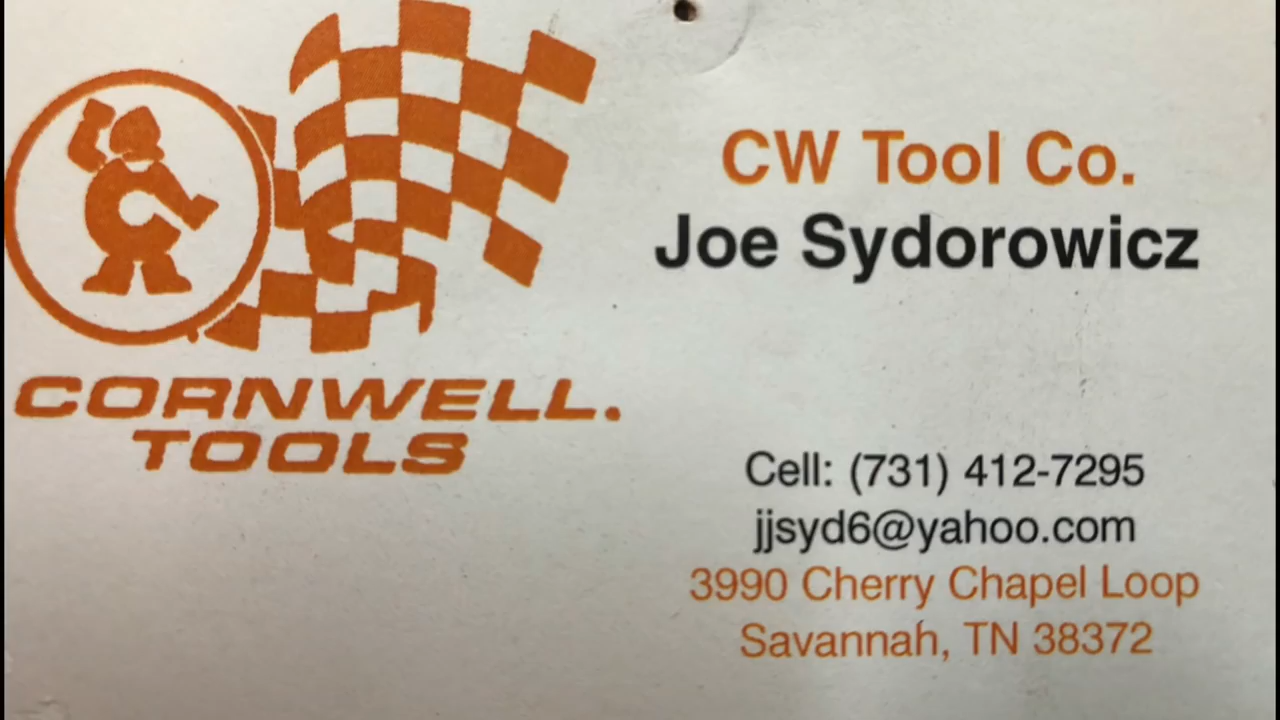 CORNWELL.
TOOLS
CW Tool Co.
Joe Sydorowicz
Cell: (731) 412-7295
jjsyd6@yahoo.com
3990 Cherry Chapel Loop
Savannah, TN 38372